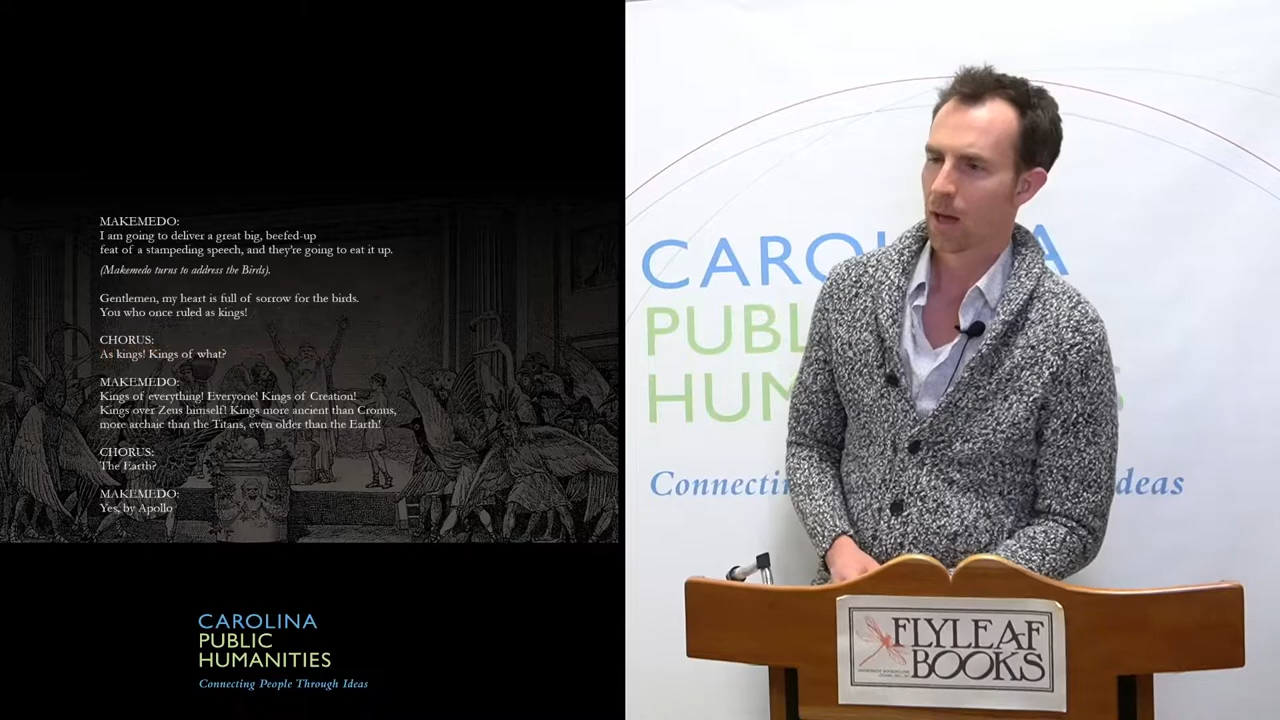 MAKEMEDO:
I am going to deliver a great big, beefed-up
feat of a stampeding speech, and they're going to eat it up.
(Makemedo turns to address the Birds).
Gentlemen, my heart is full of sorrow for the birds.
You who once ruled as kings!
CHORUS:
As kings! Kings of what?
MAKEMEDO:
Kings of everything! Everyone! Kings of Creation!
Kings over Zeus himself! Kings more ancient than Cronus,
more archaic than the Titans, even older than the Earth!
CHORUS:
The Earth?
MAKEMEDO:
Yes, by Apollo
CAROLINA
PUBLIC
HUMANITIES
Connecting People Through Ideas
CARO A
PUBL
HUM S
Connecti deas
FLYLEAF
BOOKS